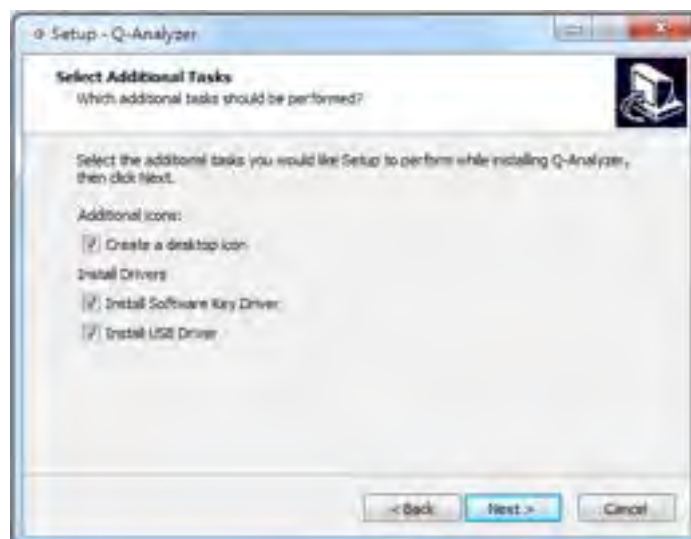 Setup - Q-Analyzer
Select Additional Tasks
Which additional tasks should be performed?
Select the additional tasks you would like Setup to perform while installing Q-Analyzer,
then click Next.
Additional icons:
Create a desktop icon
Install Drivers
Install Software Key Driver
Install USB Driver
< Back
Next >
Cancel